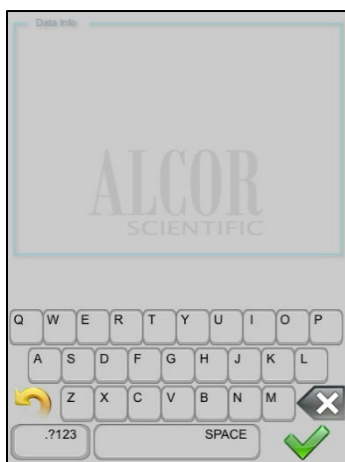 Data Info
ALCOR
SCIENTIFIC
Q W E R T Y U I O P
A S D F G H J K L
Z X C V B N M
.?123 SPACE